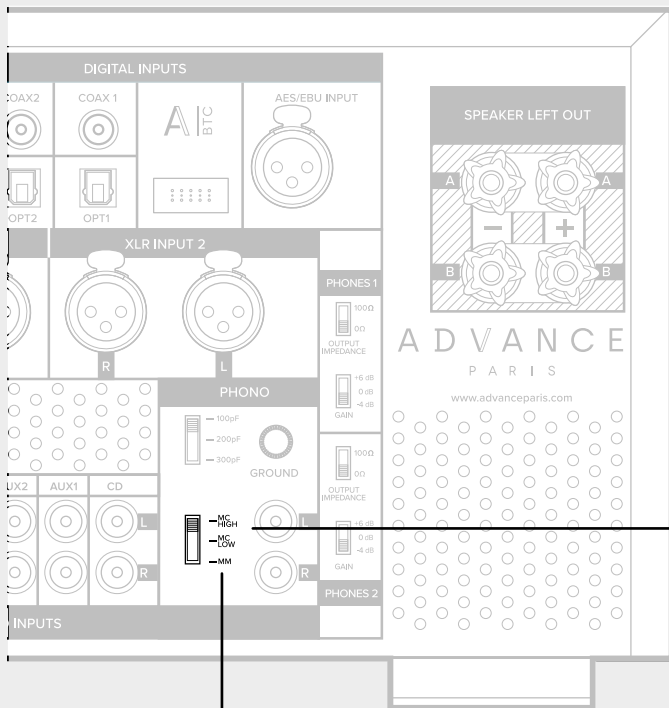 DIGITAL INPUTS
COAX2
COAX 1
AI BTC
AES/EBU INPUT
OPT2
OPT1
SPEAKER LEFT OUT
A
A
B
B
XLR INPUT 2
R
L
PHONES 1
100Ω
0Ω
OUTPUT
IMPEDANCE
+6 dB
0 dB
-4 dB
GAIN
ADVANCE
PARIS
www.advanceparis.com
PHONO
100pF
200pF
300pF
GROUND
MC
HIGH
MC
LOW
MM
L
R
100Ω
0Ω
OUTPUT
IMPEDANCE
+6 dB
0 dB
-4 dB
GAIN
PHONES 2
AUX1
CD
L
R
INPUTS